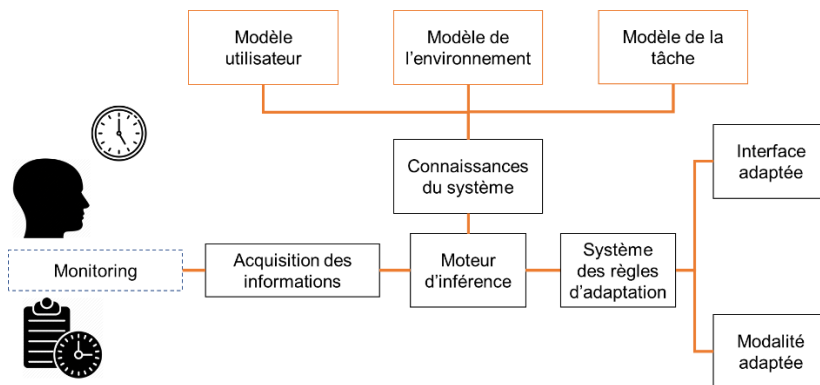 Modèle
utilisateur
Modèle de
l'environnement
Modèle de la
tâche
Connaissances
du système
Interface
adaptée
Monitoring
Acquisition des
informations
Moteur
d'inférence
Système
des règles
d'adaptation
Modalité
adaptée